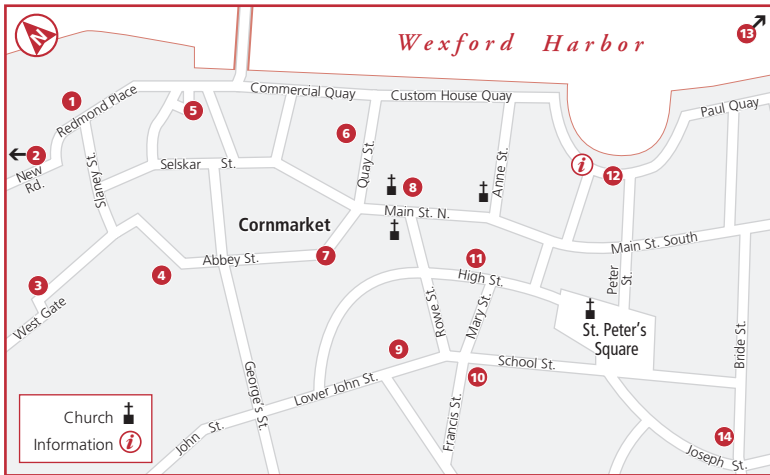 N
Wexford Harbor
13
1
Redmond Place
5
Commercial Quay
Custom House Quay
Paul Quay
2
New
Rd.
Slaney St.
Selskar St.
6
Quay St.
8
Anne St.
i
12
Cornmarket
Main St. N.
Main St. South
3
4
Abbey St.
7
11
High St.
Peter
St.
West Gate
Rowe St.
Mary St.
St. Peter's
Square
Bride St.
9
School St.
10
George's St.
Lower John St.
Francis St.
John St.
14
Joseph St.
Church
Information i